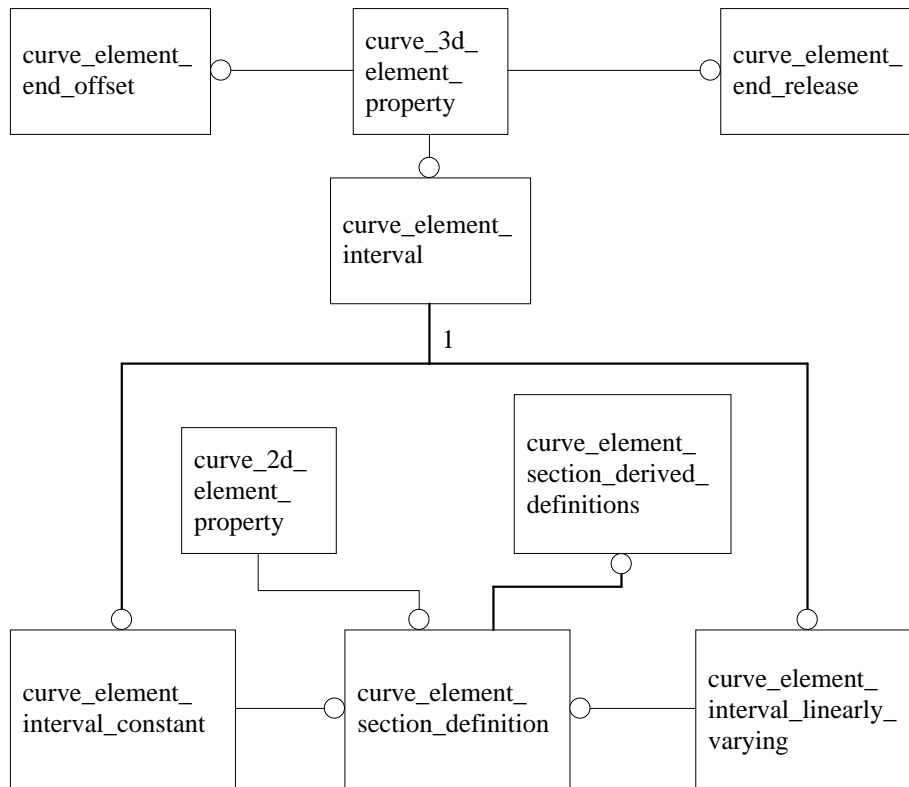 curve_element_
end_offset
curve_3d_
element_
property
curve_element_
end_release
curve_element_
interval
1
curve_2d_
element_
property
curve_element_
section_derived_
definitions
curve_element_
interval_constant
curve_element_
section_definition
curve_element_
interval_linearly_
varying